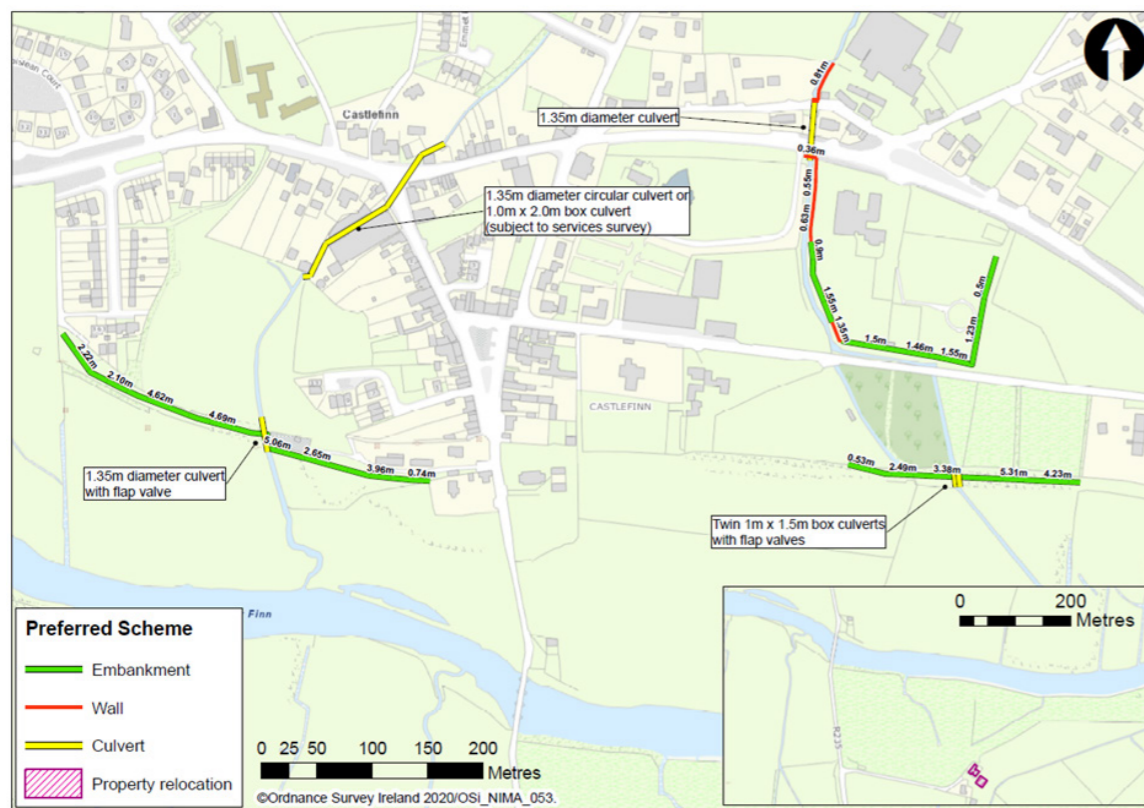 Emmet P
Castlefinn
0.81m
1.35m diameter culvert
0.36m
0.55m
0.63m
0.9m
1.55m
1.35m
1.5m
1.46m
1.55m
1.23m
0.5m
1.35m diameter circular culvert or
1.0m x 2.0m box culvert
(subject to services survey)
2.22m
2.10m
4.62m
4.69m
5.06m
2.65m
3.96m
0.74m
CASTLEFINN
1.35m diameter culvert
with flap valve
0.53m
2.49m
3.38m
5.31m
4.23m
Twin 1m x 1.5m box culverts
with flap valves
Finn
Preferred Scheme
Embankment
Wall
Culvert
Property relocation
0 25 50 100 150 200
Metres
©Ordnance Survey Ireland 2020/OSi_NIMA_053.
0 200
Metres
R235